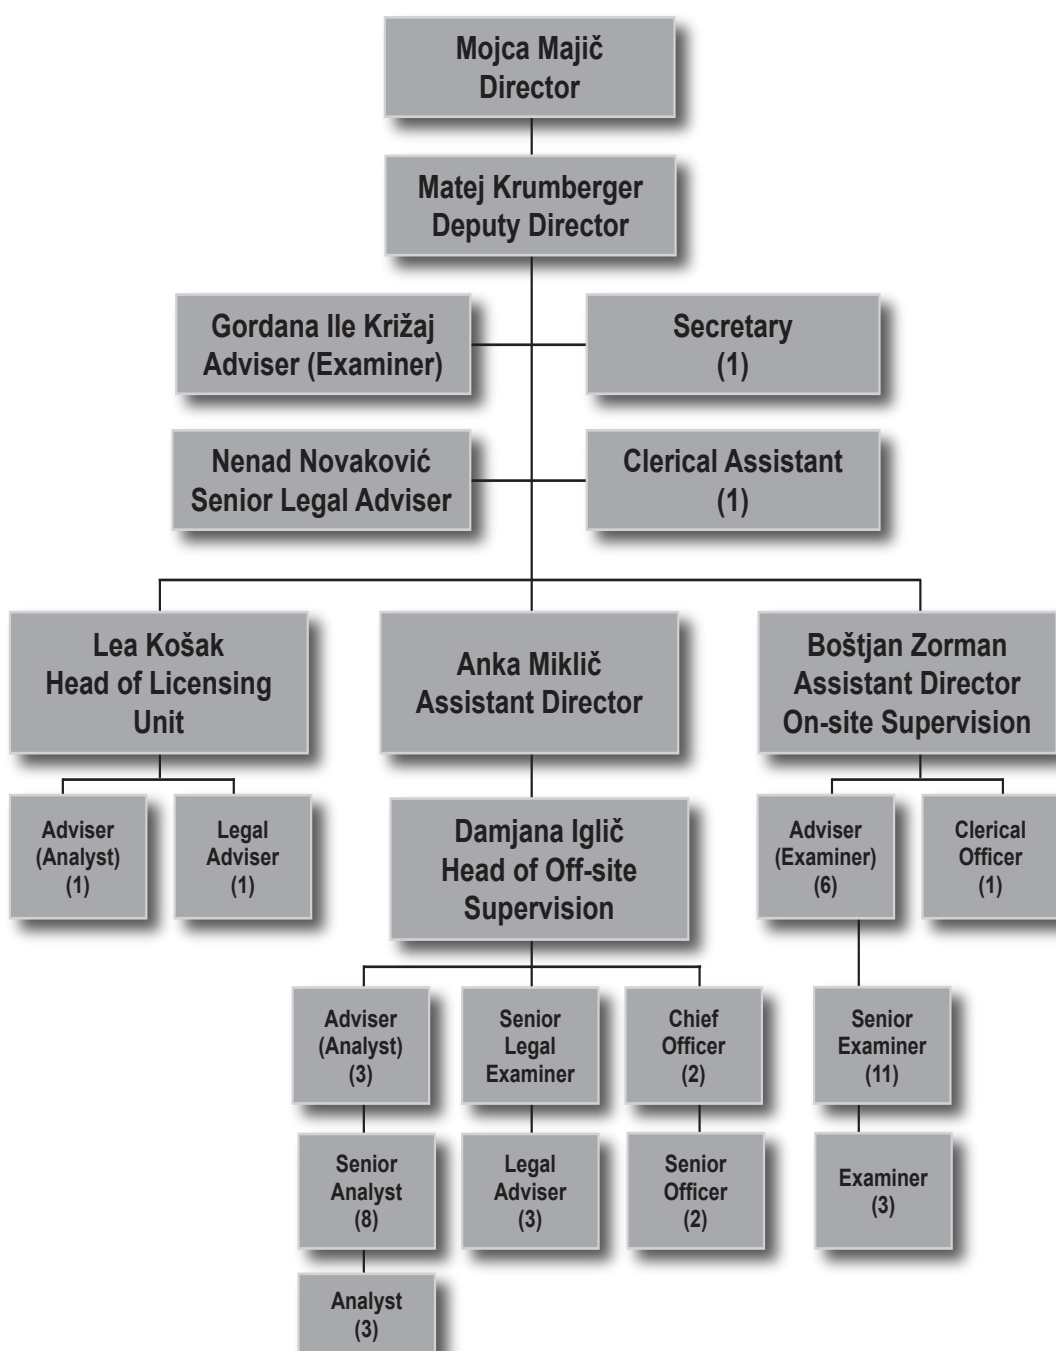 Mojca Majič
Director
Matej Krumberger
Deputy Director
Gordana Ile Križaj
Adviser (Examiner)
Secretary
(1)
Nenad Novaković
Senior Legal Adviser
Clerical Assistant
(1)
Lea Košak
Head of Licensing
Unit
Anka Miklič
Assistant Director
Boštjan Zorman
Assistant Director
On-site Supervision
Adviser
(Analyst)
(1)
Legal
Adviser
(1)
Damjana Iglič
Head of Off-site
Supervision
Adviser
(Examiner)
(6)
Clerical
Officer
(1)
Adviser
(Analyst)
(3)
Senior
Legal
Examiner
Chief
Officer
(2)
Senior
Examiner
(11)
Senior
Analyst
(8)
Legal
Adviser
(3)
Senior
Officer
(2)
Examiner
(3)
Analyst
(3)